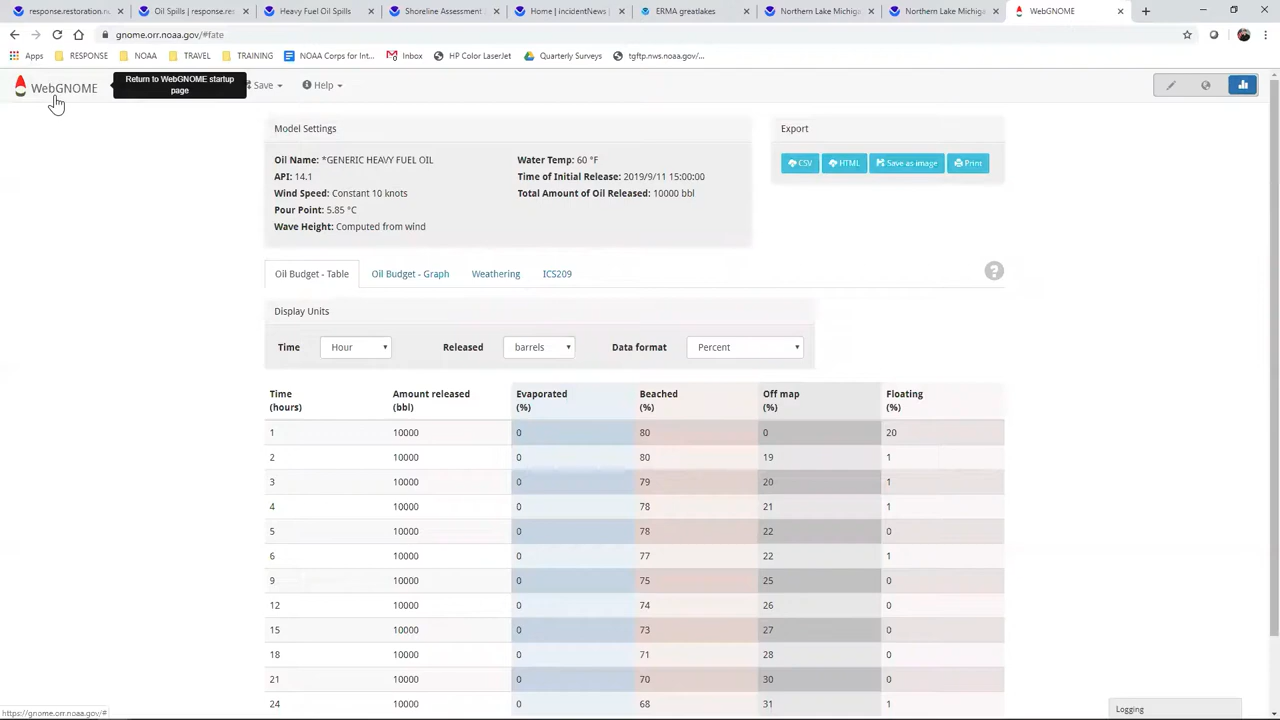 response.restoration.n
Oil Spills | response.res
Heavy Fuel Oil Spills
Shoreline Assessment
Home | IncidentNews |
ERMA greatlakes
Northern Lake Michiga
Northern Lake Michiga
WebGNOME
gnome.orr.noaa.gov/#fate
Apps
RESPONSE
NOAA
TRAVEL
TRAINING
NOAA Corps for Int...
Inbox
HP Color LaserJet
Quarterly Surveys
tgftp.nws.noaa.gov/...
WebGNOME
Return to WebGNOME startup
page
Save
Help
Model Settings
Oil Name: *GENERIC HEAVY FUEL OIL
API: 14.1
Wind Speed: Constant 10 knots
Pour Point: 5.85 °C
Wave Height: Computed from wind
Water Temp: 60 °F
Time of Initial Release: 2019/9/11 15:00:00
Total Amount of Oil Released: 10000 bbl
Export
CSV
HTML
Save as image
Print
Oil Budget - Table
Oil Budget - Graph
Weathering
ICS209
?
Display Units
Time Hour Released barrels Data format Percent
Time Amount released Evaporated Beached Off map Floating
(hours) (bbl) (%) (%) (%) (%)
1 10000 0 80 0 20
2 10000 0 80 19 1
3 10000 0 79 20 1
4 10000 0 78 21 1
5 10000 0 78 22 0
6 10000 0 77 22 1
9 10000 0 75 25 0
12 10000 0 74 26 0
15 10000 0 73 27 0
18 10000 0 71 28 0
21 10000 0 70 30 0
24 10000 0 68 31 1
https://gnome.orr.noaa.gov/#
Logging